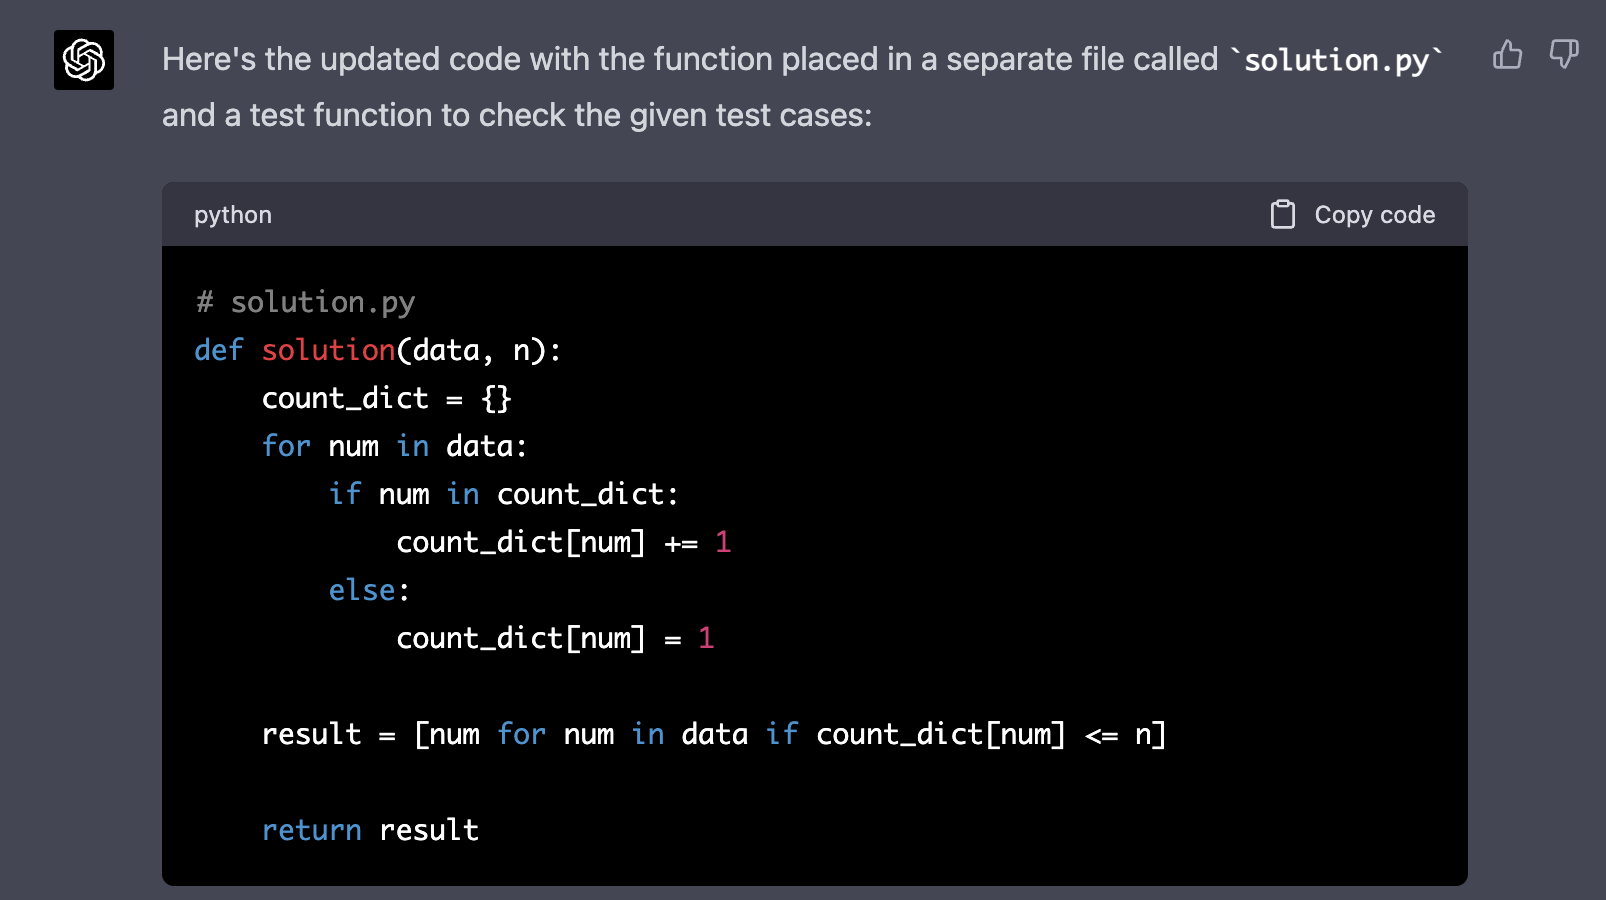 Here's the updated code with the function placed in a separate file called `solution.py`
and a test function to check the given test cases:
python
Copy code
# solution.py
def solution(data, n):
    count_dict = {}
    for num in data:
        if num in count_dict:
            count_dict[num] += 1
        else:
            count_dict[num] = 1
    result = [num for num in data if count_dict[num] <= n]
    return result